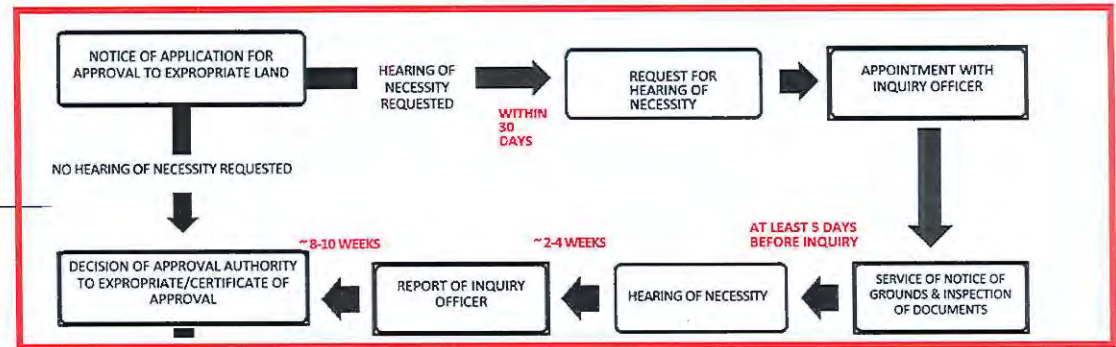 NOTICE OF APPLICATION FOR
APPROVAL TO EXPROPRIATE LAND
HEARING OF
NECESSITY
REQUESTED
WITHIN
30
DAYS
REQUEST FOR
HEARING OF
NECESSITY
APPOINTMENT WITH
INQUIRY OFFICER
NO HEARING OF NECESSITY REQUESTED
AT LEAST 5 DAYS
BEFORE INQUIRY
SERVICE OF NOTICE OF
GROUNDS & INSPECTION
OF DOCUMENTS
HEARING OF NECESSITY
~2-4 WEEKS
REPORT OF INQUIRY
OFFICER
~8-10 WEEKS
DECISION OF APPROVAL AUTHORITY
TO EXPROPRIATE/CERTIFICATE OF
APPROVAL